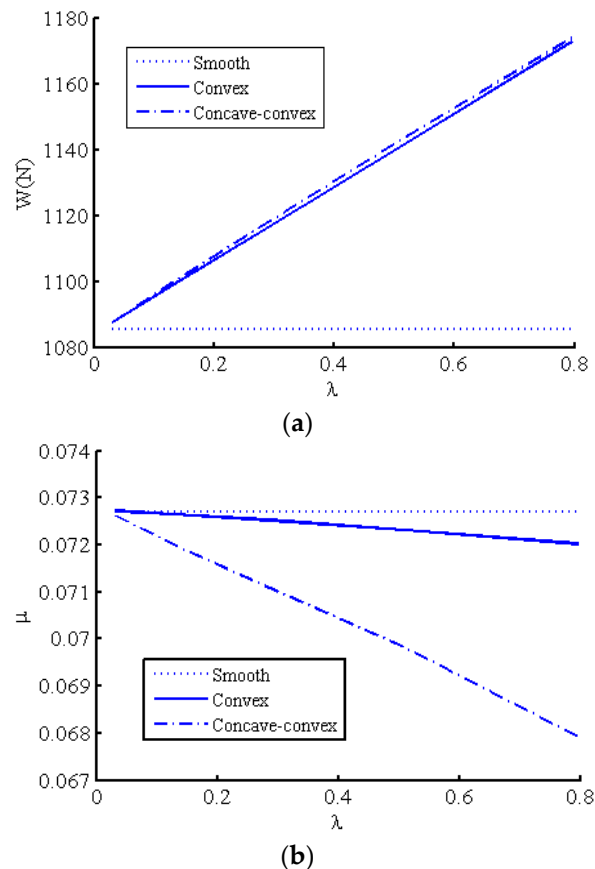 1180
1160
1140
1120
1100
1080
W(N)
Smooth
Convex
Concave-convex
0 0.2 0.4 0.6 0.8
λ
(a)
0.074
0.073
0.072
0.071
0.07
0.069
0.068
0.067
μ
Smooth
Convex
Concave-convex
0 0.2 0.4 0.6 0.8
λ
(b)